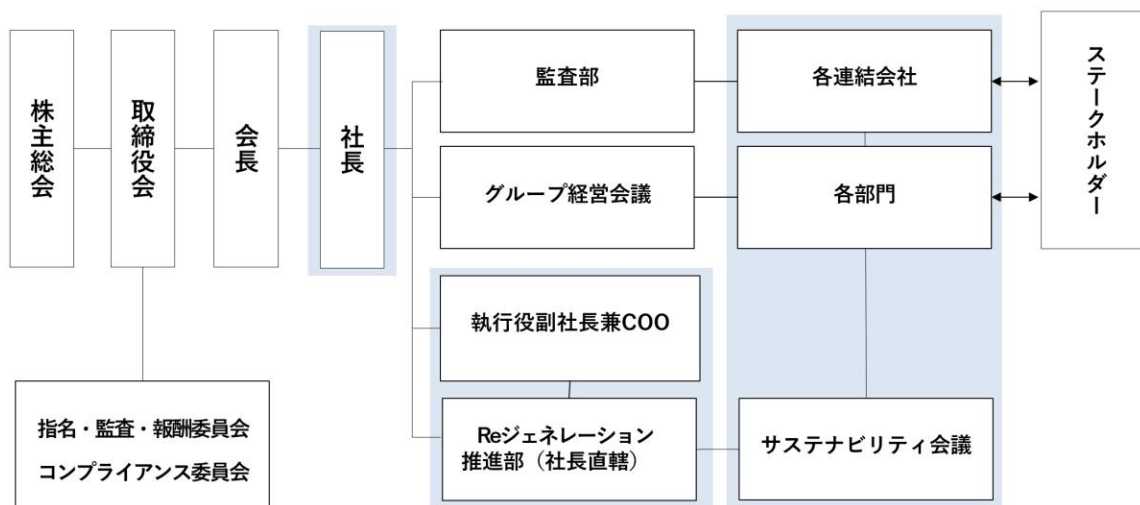 株主総会
取締役会
会長
社長
監査部
各連結会社
ステークホルダー
グループ経営会議
各部門
執行役副社長兼COO
指名・監査・報酬委員会
コンプライアンス委員会
Reジェネレーション
推進部（社長直轄）
サステナビリティ会議